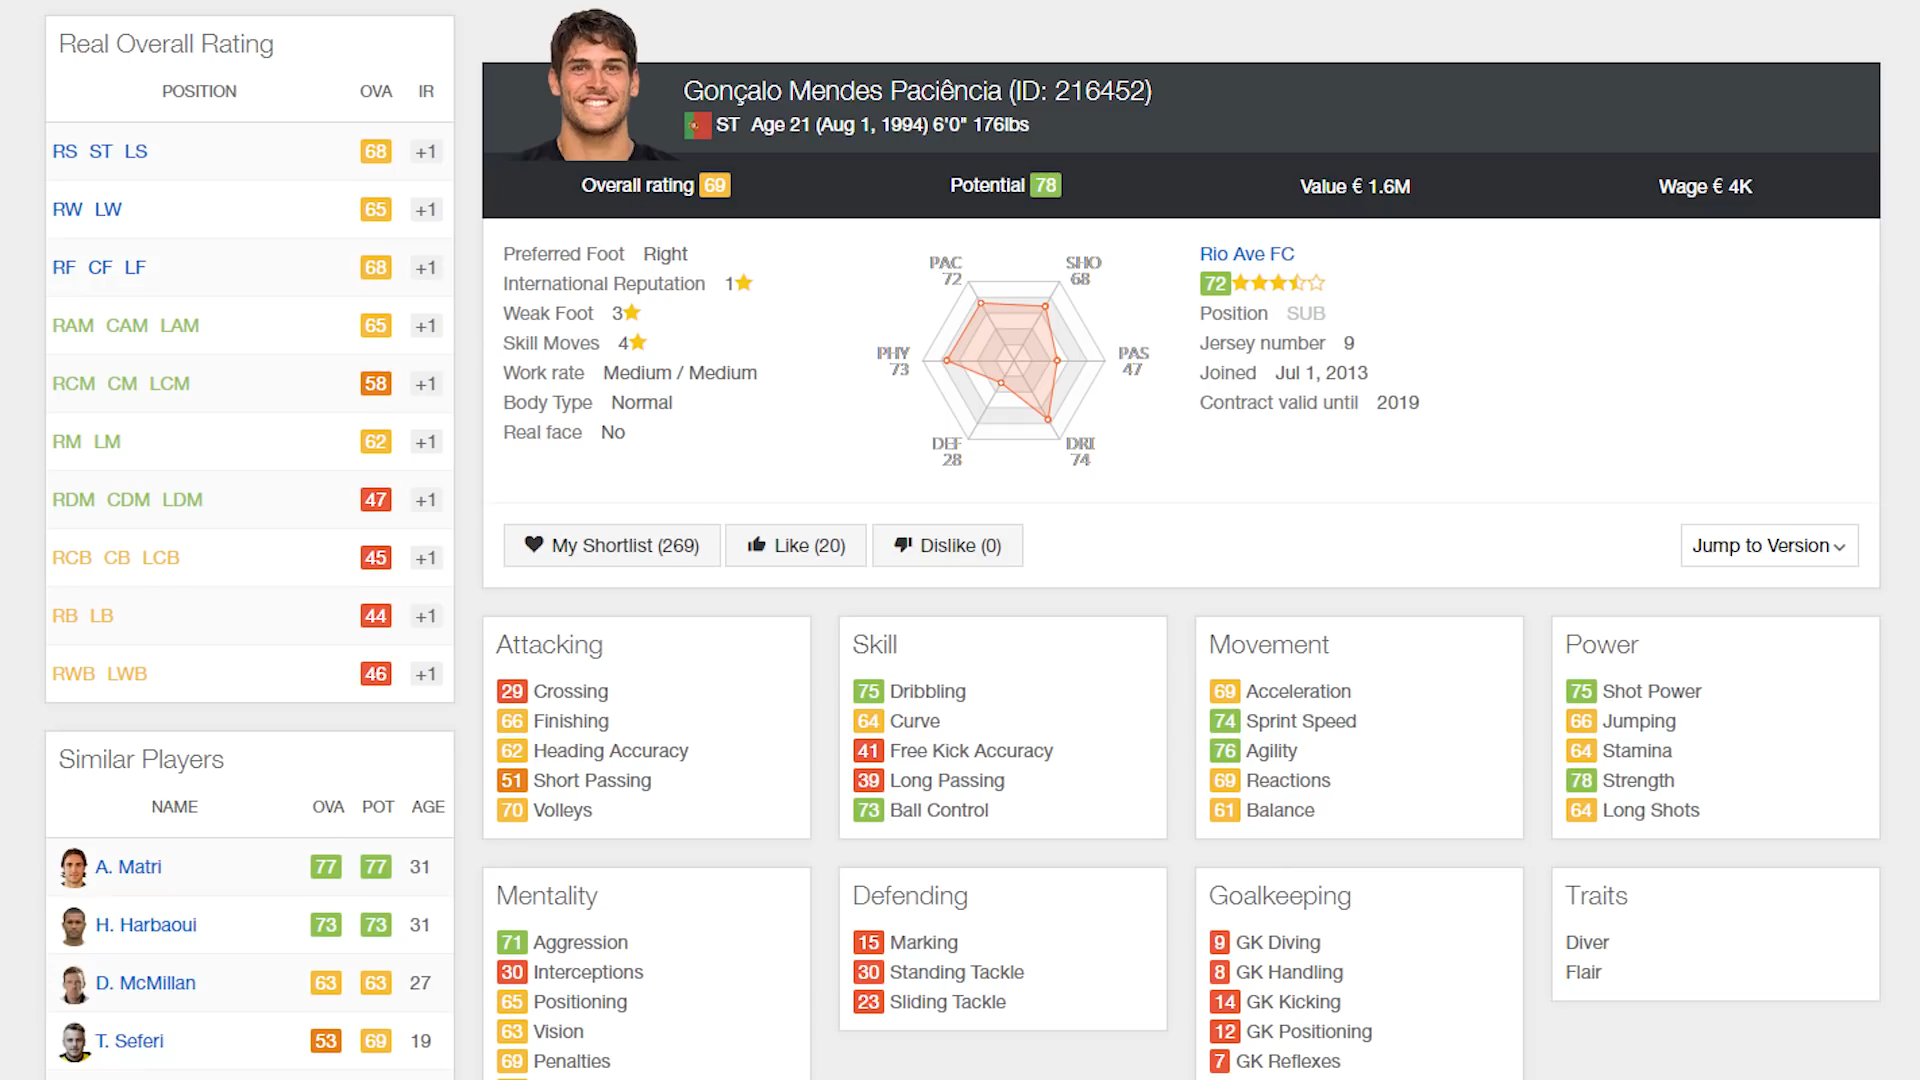 Real Overall Rating
POSITION OVA IR
RS ST LS 68 +1
RW LW 65 +1
RF CF LF 68 +1
RAM CAM LAM 65 +1
RCM CM LCM 58 +1
RM LM 62 +1
RDM CDM LDM 47 +1
RCB CB LCB 45 +1
RB LB 44 +1
RWB LWB 46 +1
Similar Players
NAME OVA POT AGE
A. Matri 77 77 31
H. Harbaoui 73 73 31
D. McMillan 63 63 27
T. Seferi 53 69 19
Gonçalo Mendes Paciência (ID: 216452)
ST Age 21 (Aug 1, 1994) 6'0" 176lbs
Overall rating 69 Potential 78 Value € 1.6M Wage € 4K
Preferred Foot Right
International Reputation 1
Weak Foot 3
Skill Moves 4
Work rate Medium / Medium
Body Type Normal
Real face No
PAC
72
SHO
68
PHY
73
PAS
47
DEF
28
DRI
74
Rio Ave FC
72
Position SUB
Jersey number 9
Joined Jul 1, 2013
Contract valid until 2019
My Shortlist (269) Like (20) Dislike (0) Jump to Version
Attacking
29 Crossing
66 Finishing
62 Heading Accuracy
51 Short Passing
70 Volleys
Skill
75 Dribbling
64 Curve
41 Free Kick Accuracy
39 Long Passing
73 Ball Control
Movement
69 Acceleration
74 Sprint Speed
76 Agility
69 Reactions
61 Balance
Power
75 Shot Power
66 Jumping
64 Stamina
78 Strength
64 Long Shots
Mentality
71 Aggression
30 Interceptions
65 Positioning
63 Vision
69 Penalties
Defending
15 Marking
30 Standing Tackle
23 Sliding Tackle
Goalkeeping
9 GK Diving
8 GK Handling
14 GK Kicking
12 GK Positioning
7 GK Reflexes
Traits
Diver
Flair